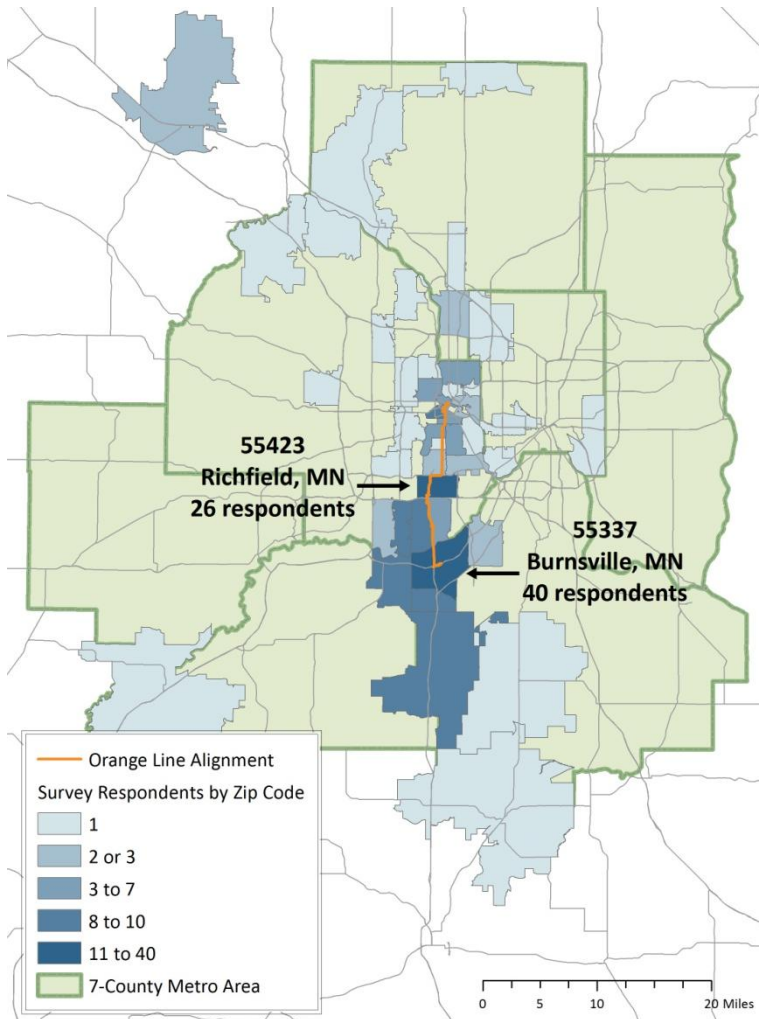 55423
Richfield, MN
26 respondents
55337
Burnsville, MN
40 respondents
Orange Line Alignment
Survey Respondents by Zip Code
1
2 or 3
3 to 7
8 to 10
11 to 40
7-County Metro Area
0 5 10 20 Miles